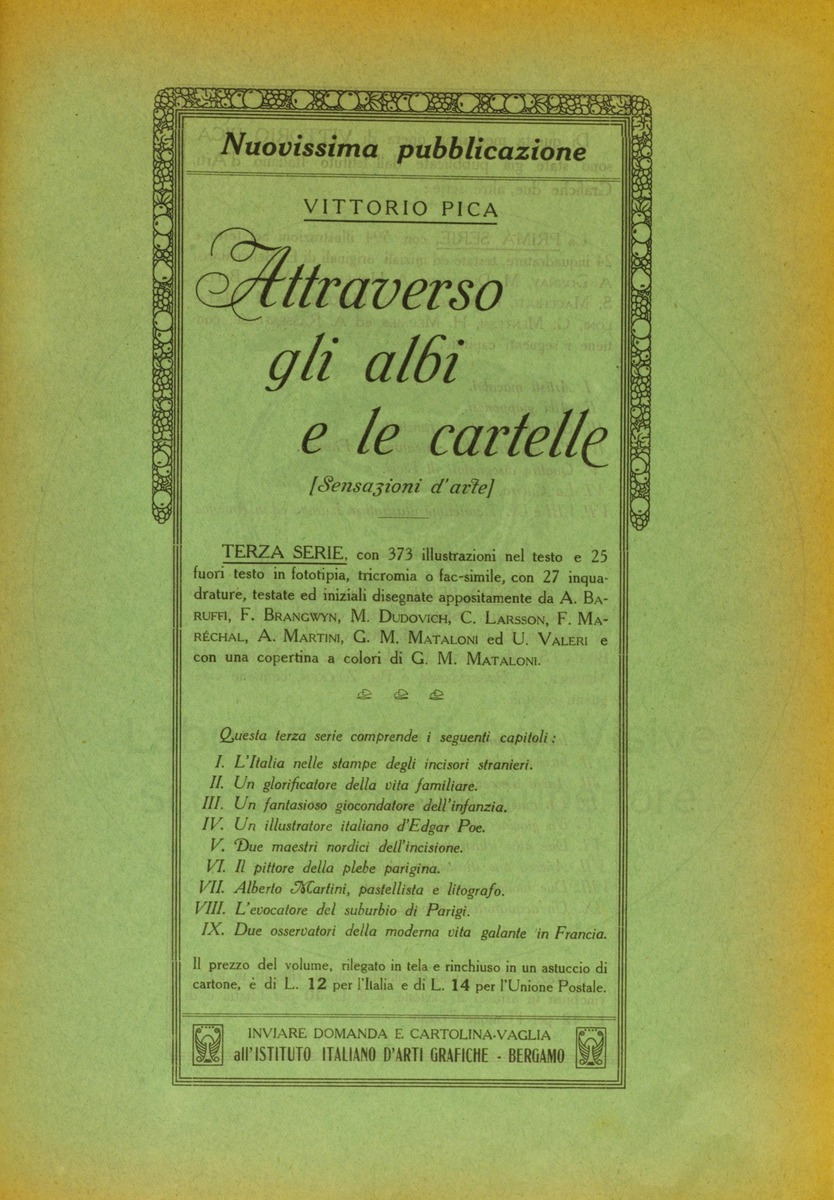 Nuovissima pubblicazione
VITTORIO PICA
Attraverso
gli albi
e le cartelle
[Sensazioni d'arte]
TERZA SERIE, con 373 illustrazioni nel testo e 25
fuori testo in fototipia, tricromia o fac-simile, con 27 inqua-
drature, testate ed iniziali disegnate appositamente da A. BA-
RUFFI, F. BRANGWYN, M. DUDOVICH, C. LARSSON, F. MA-
RÉCHAL, A. MARTINI, G. M. MATALONI ed U. VALERI e
con una copertina a colori di G. M. MATALONI.
Questa terza serie comprende i seguenti capitoli:
I. L'Italia nelle stampe degli incisori stranieri.
II. Un glorificatore della vita familiare.
III. Un fantasioso giocondatore dell'infanzia.
IV. Un illustratore italiano d'Edgar Poe.
V. Due maestri nordici dell'incisione.
VI. Il pittore della plebe parigina.
VII. Alberto Martini, pastellista e litografo.
VIII. L'evocatore del suburbio di Parigi.
IX. Due osservatori della moderna vita galante in Francia.
Il prezzo del volume, rilegato in tela e rinchiuso in un astuccio di
cartone, è di L. 12 per l'Italia e di L. 14 per l'Unione Postale.
INVIARE DOMANDA E CARTOLINA-VAGLIA
all'ISTITUTO ITALIANO D'ARTI GRAFICHE - BERGAMO